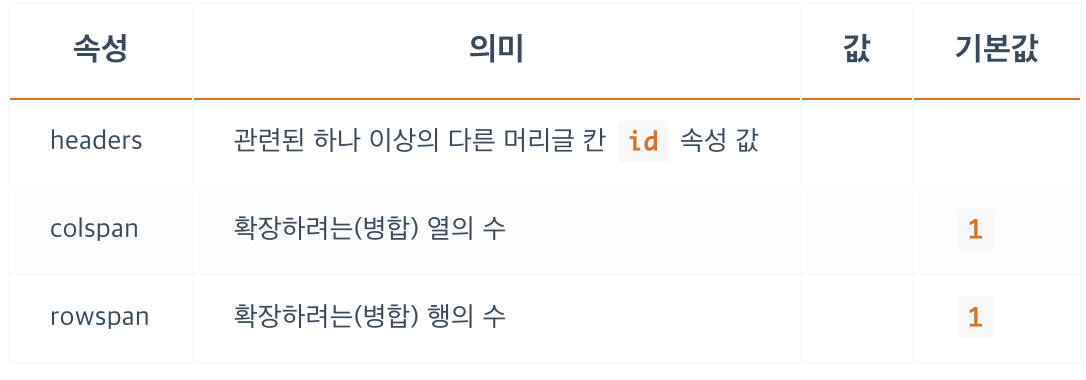 속성 의미 값 기본값
headers 관련된 하나 이상의 다른 머리글 칸 id 속성 값
colspan 확장하려는(병합) 열의 수 1
rowspan 확장하려는(병합) 행의 수 1